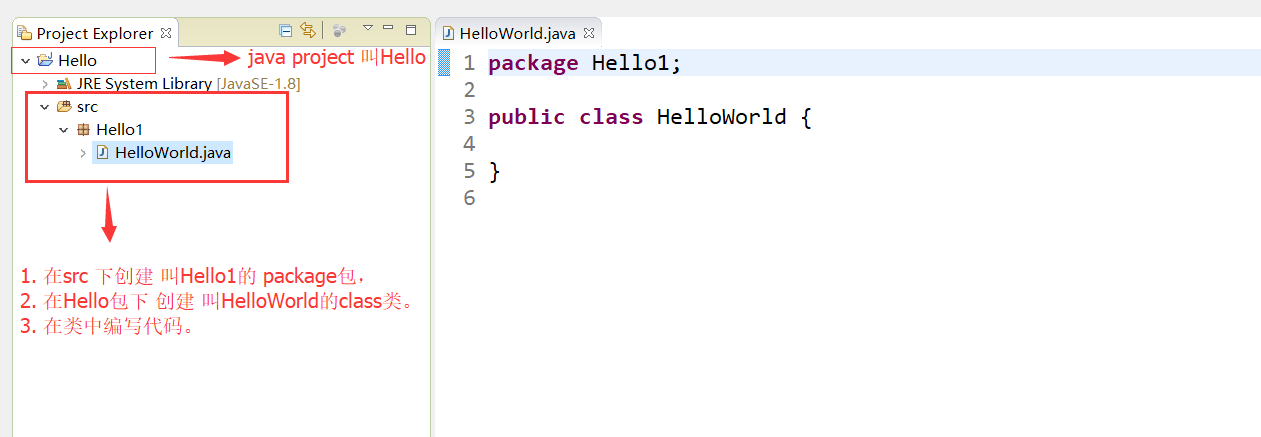 Project Explorer
Hello
java project 叫Hello
JRE System Library [JavaSE-1.8]
src
Hello1
HelloWorld.java
1. 在src 下创建 叫Hello1的 package包，
2. 在Hello包下 创建 叫HelloWorld的class类。
3. 在类中编写代码。
HelloWorld.java
1 package Hello1;
2
3 public class HelloWorld {
4
5 }
6